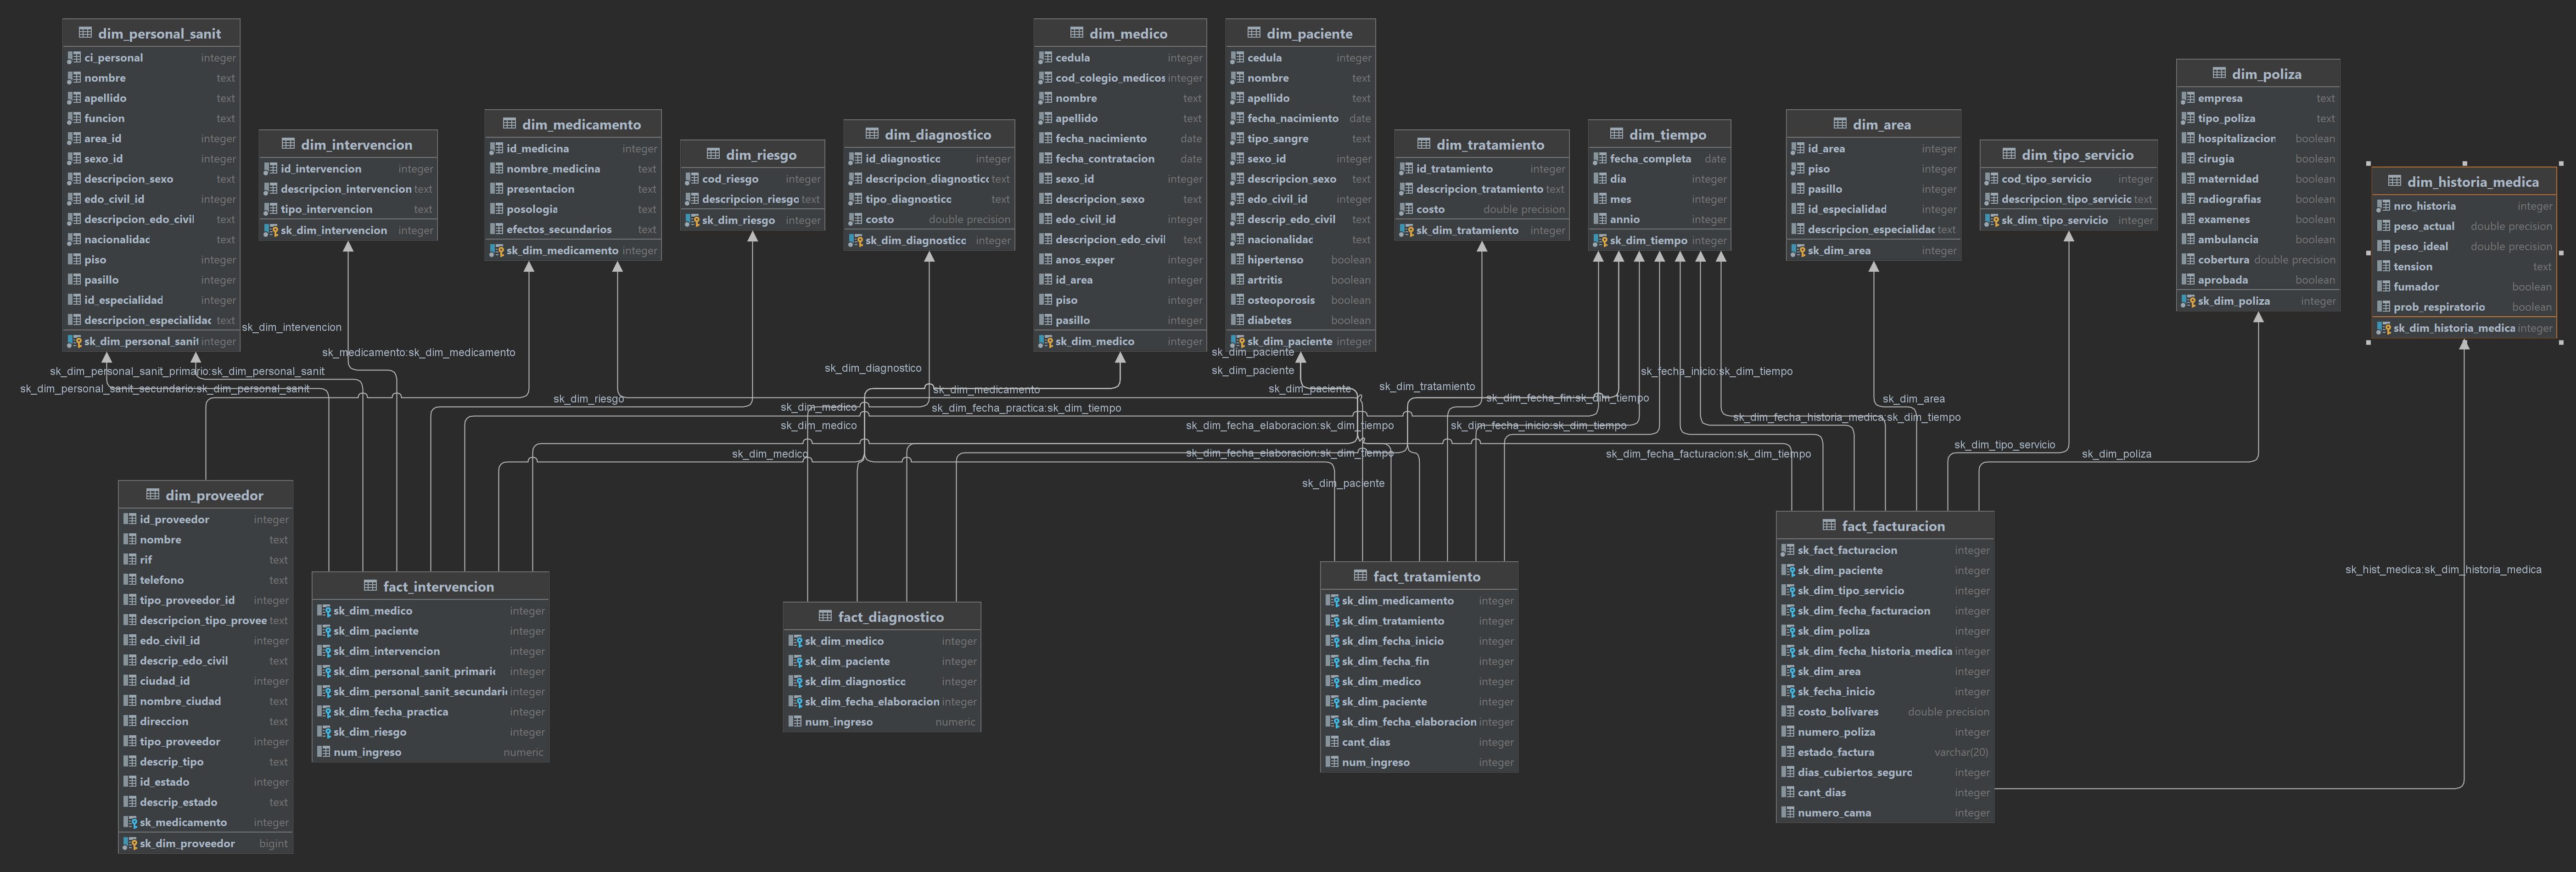 dim_personal_sanit
ci_personal integer
nombre text
apellido text
funcion text
area_id integer
sexo_id integer
descripcion_sexo text
edo_civil_id integer
descripcion_edo_civil text
nacionalidad text
piso integer
pasillo integer
id_especialidad integer
descripcion_especialidad text
sk_dim_personal_sanit integer
dim_intervencion
id_intervencion integer
descripcion_intervencion text
tipo_intervencion text
sk_dim_intervencion integer
dim_medicamento
id_medicina integer
nombre_medicina text
presentacion text
posologia text
efectos_secundarios text
sk_dim_medicamento integer
dim_riesgo
cod_riesgo integer
descripcion_riesgo text
sk_dim_riesgo integer
dim_diagnostico
id_diagnostico integer
descripcion_diagnostico text
tipo_diagnostico text
costo double precision
sk_dim_diagnostico integer
dim_medico
cedula integer
cod_colegio_medicos integer
nombre text
apellido text
fecha_nacimiento date
fecha_contratacion date
sexo_id integer
descripcion_sexo text
edo_civil_id integer
descripcion_edo_civil text
anos_exper integer
id_area integer
piso integer
pasillo integer
sk_dim_medico integer
dim_paciente
cedula integer
nombre text
apellido text
fecha_nacimiento date
tipo_sangre text
sexo_id integer
descripcion_sexo text
edo_civil_id integer
descrip_edo_civil text
nacionalidad text
hipertenso boolean
artritis boolean
osteoporosis boolean
diabetes boolean
sk_dim_paciente integer
dim_tratamiento
id_tratamiento integer
descripcion_tratamiento text
costo double precision
sk_dim_tratamiento integer
dim_tiempo
fecha_completa date
dia integer
mes integer
annio integer
sk_dim_tiempo integer
dim_area
id_area integer
piso integer
pasillo integer
id_especialidad integer
descripcion_especialidad text
sk_dim_area integer
dim_tipo_servicio
cod_tipo_servicio integer
descripcion_tipo_servicio text
sk_dim_tipo_servicio integer
dim_poliza
empresa text
tipo_poliza text
hospitalizacion boolean
cirugia boolean
maternidad boolean
radiografias boolean
examenes boolean
ambulancia boolean
cobertura double precision
aprobada boolean
sk_dim_poliza integer
dim_historia_medica
nro_historia integer
peso_actual double precision
peso_ideal double precision
tension text
fumador boolean
prob_respiratorio boolean
sk_dim_historia_medica integer
sk_dim_intervencion
sk_medicamento:sk_dim_medicamento
sk_dim_personal_sanit_primario:sk_dim_personal_sanit
sk_dim_personal_sanit_secundario:sk_dim_personal_sanit
sk_dim_riesgo
sk_dim_diagnostico
sk_dim_medicamento
sk_dim_medico
sk_dim_fecha_practica:sk_dim_tiempo
sk_dim_medico
sk_dim_medico
sk_dim_paciente
sk_dim_paciente
sk_dim_paciente
sk_dim_tratamiento
sk_fecha_inicio:sk_dim_tiempo
sk_dim_fecha_fin:sk_dim_tiempo
sk_dim_fecha_elaboracion:sk_dim_tiempo
sk_dim_fecha_inicio:sk_dim_tiempo
sk_dim_fecha_historia_medica:sk_dim_tiempo
sk_dim_area
sk_dim_fecha_elaboracion:sk_dim_tiempo
sk_dim_fecha_facturacion:sk_dim_tiempo
sk_dim_tipo_servicio
sk_dim_poliza
sk_dim_paciente
sk_hist_medica:sk_dim_historia_medica
dim_proveedor
id_proveedor integer
nombre text
rif text
telefono text
tipo_proveedor_id integer
descripcion_tipo_provee text
edo_civil_id integer
descrip_edo_civil text
ciudad_id integer
nombre_ciudad text
direccion text
tipo_proveedor integer
descrip_tipo text
id_estado integer
descrip_estado text
sk_medicamento integer
sk_dim_proveedor bigint
fact_intervencion
sk_dim_medico integer
sk_dim_paciente integer
sk_dim_intervencion integer
sk_dim_personal_sanit_primario integer
sk_dim_personal_sanit_secundario integer
sk_dim_fecha_practica integer
sk_dim_riesgo integer
num_ingreso numeric
fact_diagnostico
sk_dim_medico integer
sk_dim_paciente integer
sk_dim_diagnostico integer
sk_dim_fecha_elaboracion integer
num_ingreso numeric
fact_tratamiento
sk_dim_medicamento integer
sk_dim_tratamiento integer
sk_dim_fecha_inicio integer
sk_dim_fecha_fin integer
sk_dim_medico integer
sk_dim_paciente integer
sk_dim_fecha_elaboracion integer
cant_dias integer
num_ingreso integer
fact_facturacion
sk_fact_facturacion integer
sk_dim_paciente integer
sk_dim_tipo_servicio integer
sk_dim_fecha_facturacion integer
sk_dim_poliza integer
sk_dim_fecha_historia_medica integer
sk_dim_area integer
sk_fecha_inicio integer
costo_bolivares double precision
numero_poliza integer
estado_factura varchar(20)
dias_cubiertos_seguro integer
cant_dias integer
numero_cama integer